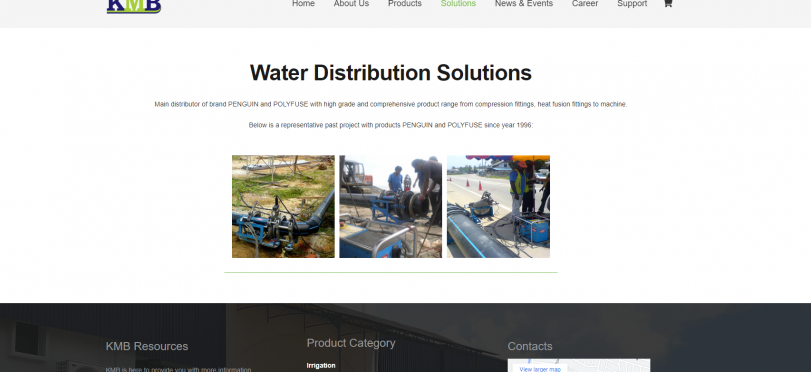 KMB
Home About Us Products Solutions News & Events Career Support
Water Distribution Solutions
Main distributor of brand PENGUIN and POLYFUSE with high grade and comprehensive product range from compression fittings, heat fusion fittings to machine.
Below is a representative past project with products PENGUIN and POLYFUSE since year 1996:
KMB Resources
Product Category
Contacts
KMB is here to provide you with more information
Irrigation
View larger map